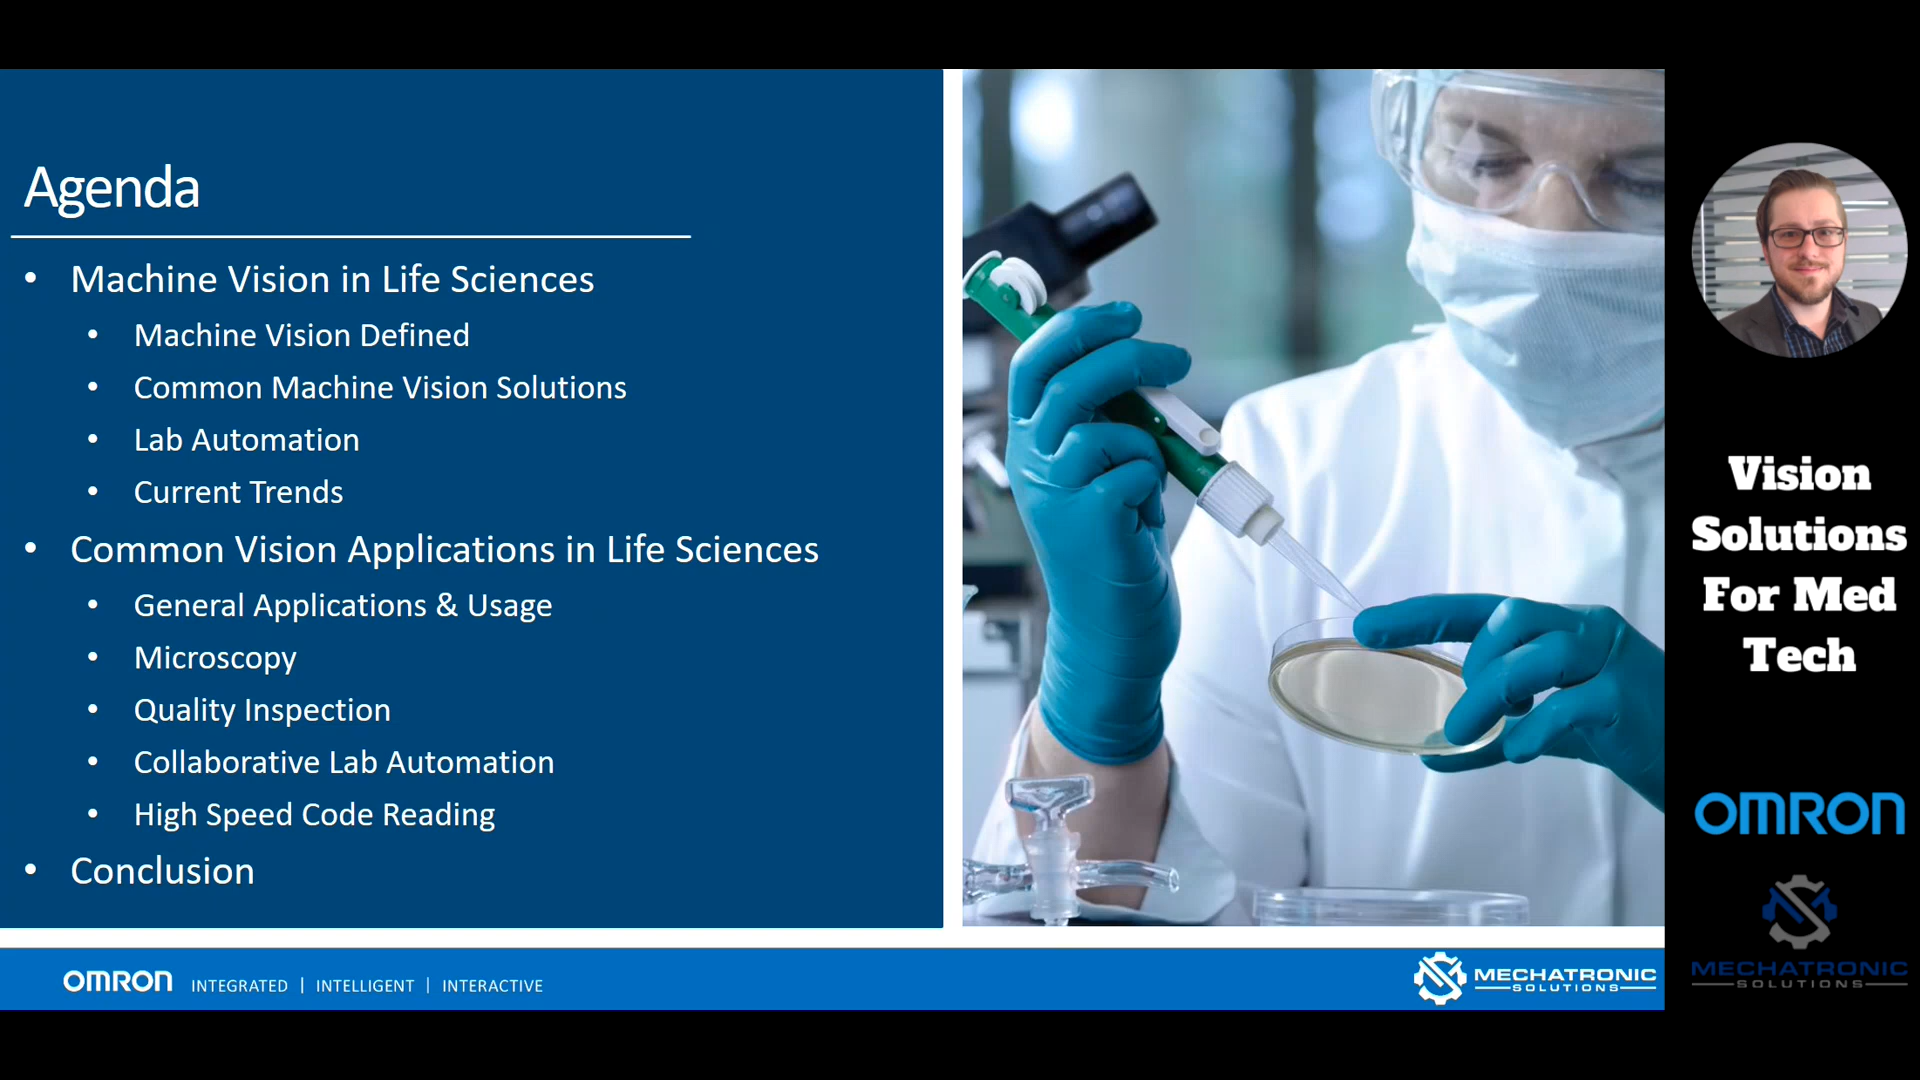 Agenda
• Machine Vision in Life Sciences
• Machine Vision Defined
• Common Machine Vision Solutions
• Lab Automation
• Current Trends
• Common Vision Applications in Life Sciences
• General Applications & Usage
• Microscopy
• Quality Inspection
• Collaborative Lab Automation
• High Speed Code Reading
• Conclusion
OMRON INTEGRATED | INTELLIGENT | INTERACTIVE
MECHATRONIC
SOLUTIONS
Vision
Solutions
For Med
Tech
OMRON
MECHATRONIC
SOLUTIONS